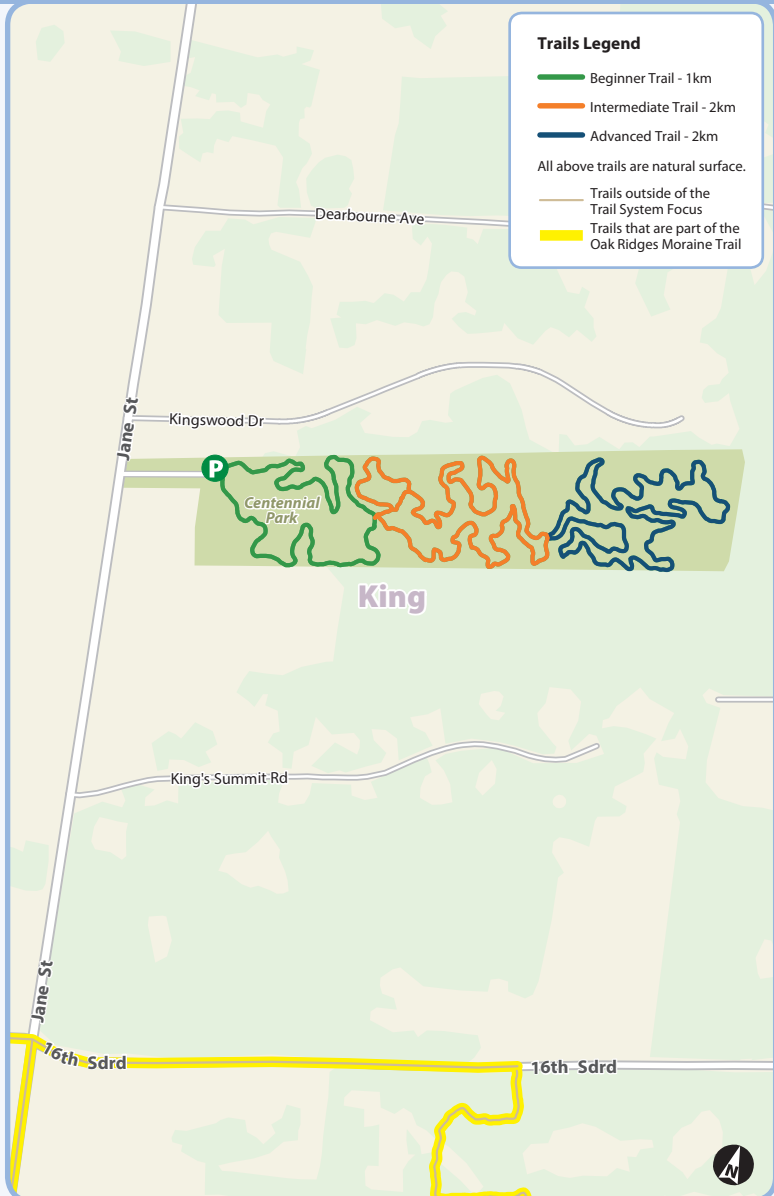 Trails Legend
Beginner Trail - 1km
Intermediate Trail - 2km
Advanced Trail - 2km
All above trails are natural surface.
Trails outside of the
Trail System Focus
Trails that are part of the
Oak Ridges Moraine Trail
Dearbourne Ave
Jane St
Kingswood Dr
P
Centennial
Park
King
King's Summit Rd
Jane St
16th Sdrd
16th Sdrd
N